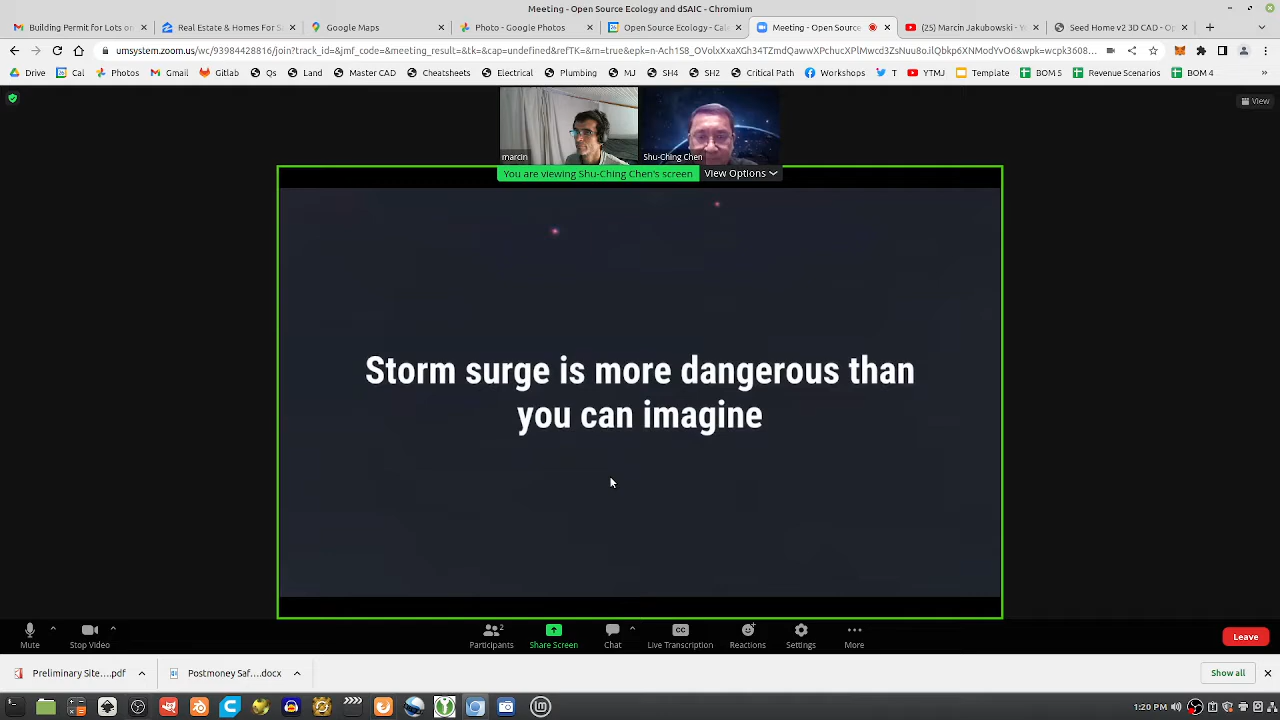 Meeting - Open Source Ecology and dSAIC - Chromium
Building Permit for Lots on
Real Estate & Homes For S
Google Maps
Photo - Google Photos
Open Source Ecology - Cal
Meeting - Open Source
(25) Marcin Jakubowski - Y
Seed Home v2 3D CAD - O
Drive
Cal
Photos
Gmail
Gitlab
Qs
Land
Master CAD
Cheatsheets
Electrical
Plumbing
MJ
SH4
Critical Path
Workshops
T
YTMJ
Template
BOM 5
Revenue Scenarios
BOM 4
View
marcin
Shu-Ching Chen
You are viewing Shu-Ching Chen's screen
View Options
Storm surge is more dangerous than
you can imagine
Mute
Stop Video
2
Participants
Share Screen
Chat
CC
Live Transcription
Reactions
Settings
More
Leave
Preliminary Site....pdf
Postmoney Saf....docx
Show all
1:20 PM